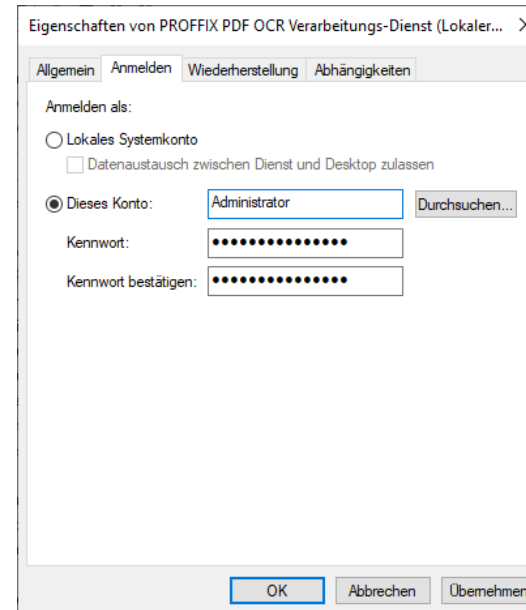 Eigenschaften von PROFFIX PDF OCR Verarbeitungs-Dienst (Lokaler...
Allgemein Anmelden Wiederherstellung Abhängigkeiten
Anmelden als:
Lokales Systemkonto
Datenaustausch zwischen Dienst und Desktop zulassen
Dieses Konto: Administrator Durchsuchen...
Kennwort: •••••••••••••••
Kennwort bestätigen: •••••••••••••••
OK Abbrechen Übernehmen